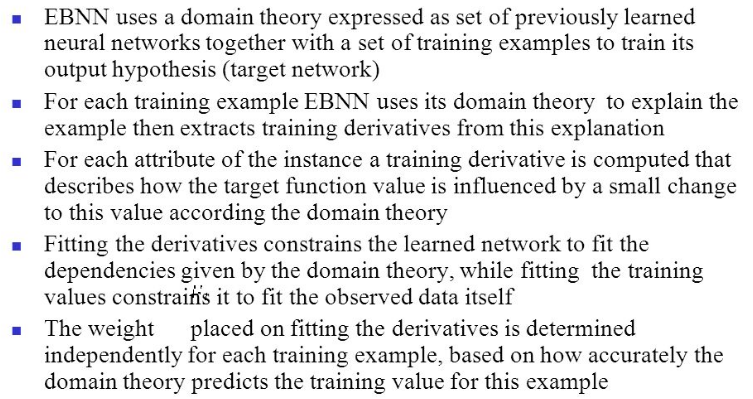 ▪ EBNN uses a domain theory expressed as set of previously learned
neural networks together with a set of training examples to train its
output hypothesis (target network)
▪ For each training example EBNN uses its domain theory to explain the
example then extracts training derivatives from this explanation
▪ For each attribute of the instance a training derivative is computed that
describes how the target function value is influenced by a small change
to this value according the domain theory
▪ Fitting the derivatives constrains the learned network to fit the
dependencies given by the domain theory, while fitting the training
values constrains it to fit the observed data itself
▪ The weight placed on fitting the derivatives is determined
independently for each training example, based on how accurately the
domain theory predicts the training value for this example